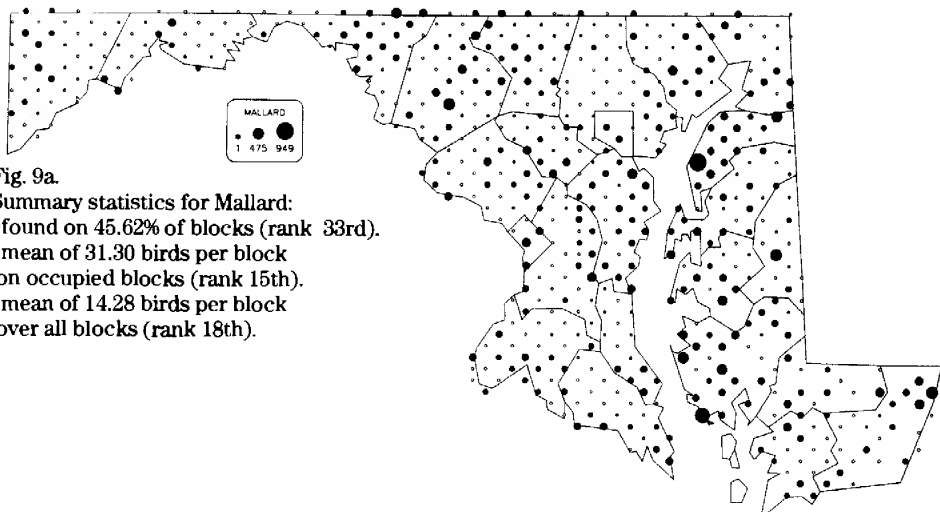 MALLARD
1 475 949
Fig. 9a.
Summary statistics for Mallard:
found on 45.62% of blocks (rank 33rd).
mean of 31.30 birds per block
on occupied blocks (rank 15th).
mean of 14.28 birds per block
over all blocks (rank 18th).